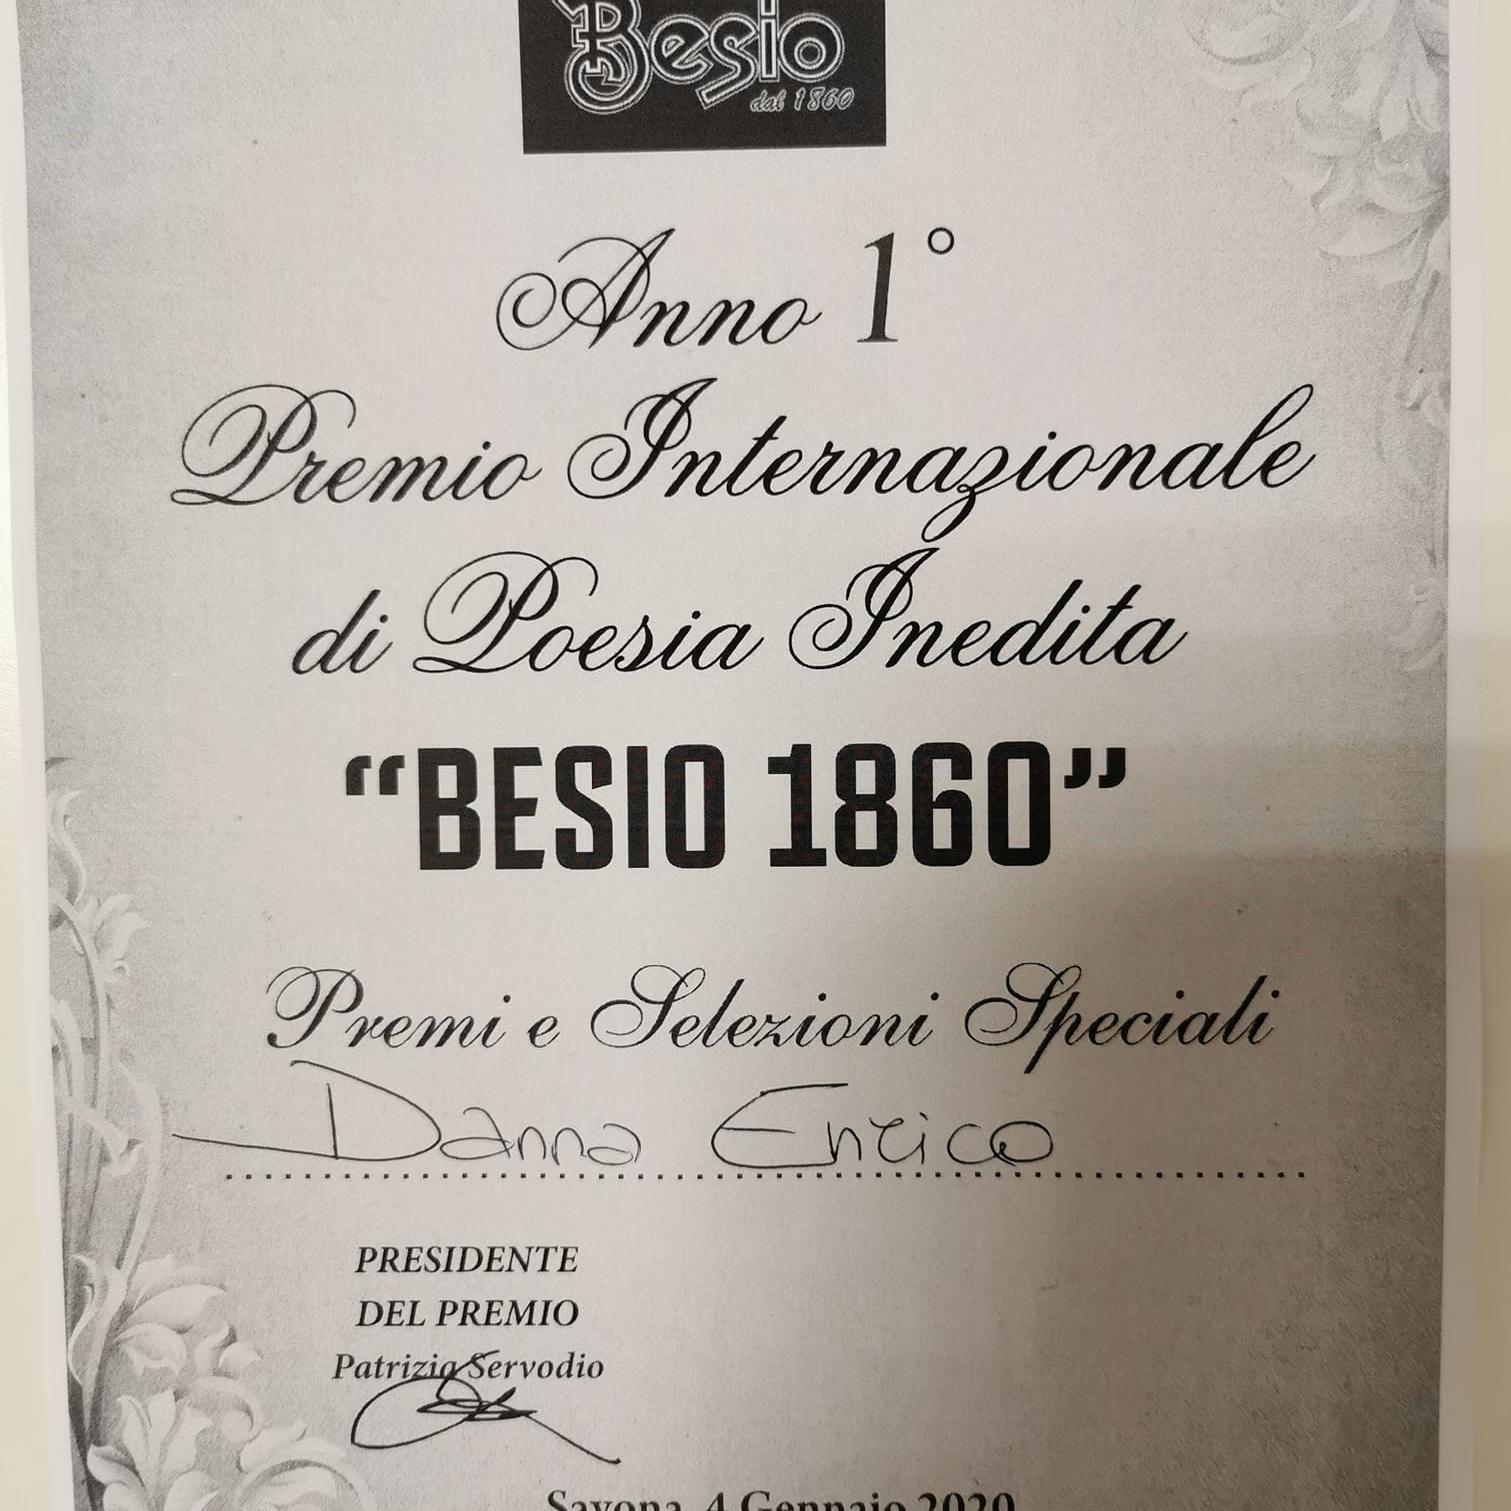 Besio
dal 1860
Anno 1°
Premio Internazionale
di Poesia Inedita
“BESIO 1860”
Premi e Selezioni Speciali
Danna Enrico
PRESIDENTE
DEL PREMIO
Patrizia Servodio
Savona, 4 Gennaio 2020